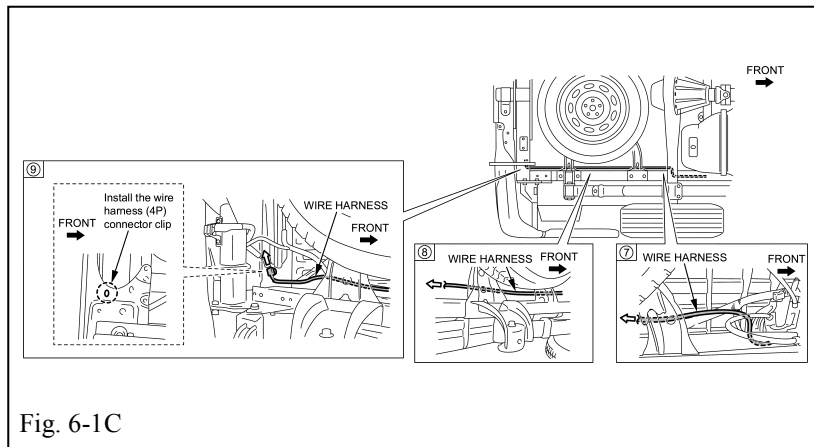 FRONT
⑨
Install the wire
harness (4P)
connector clip
FRONT
WIRE HARNESS
FRONT
⑧
WIRE HARNESS
FRONT
⑦
WIRE HARNESS
FRONT
Fig. 6-1C